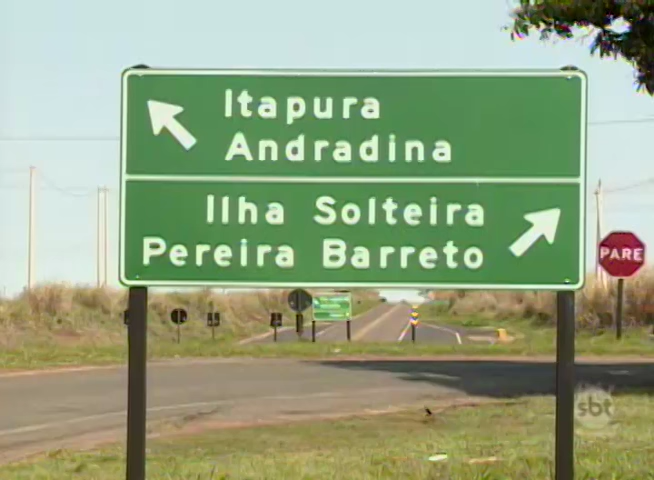 Itapura
Andradina
Ilha Solteira
Pereira Barreto
PARE
sbt